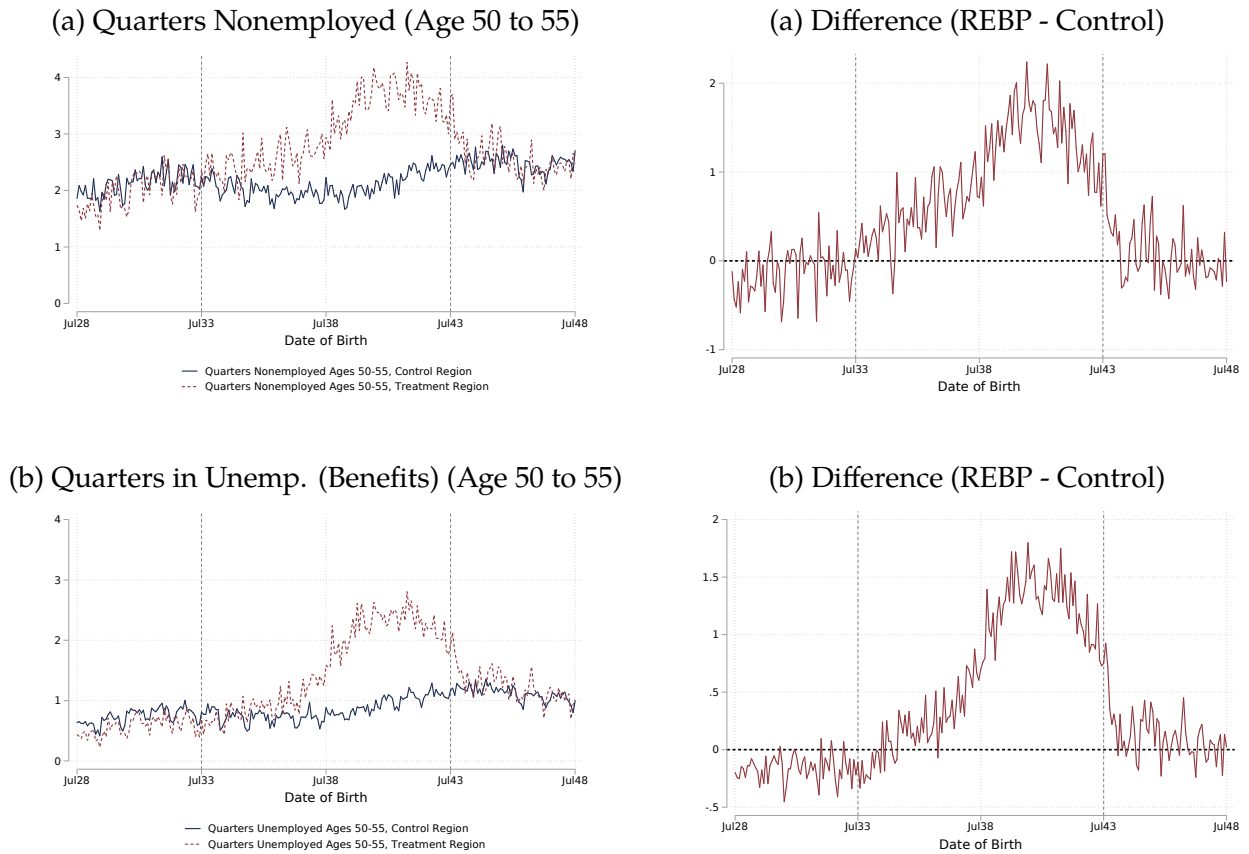 (a) Quarters Nonemployed (Age 50 to 55)
4
3
2
1
0
Jul28 Jul33 Jul38 Jul43 Jul48
Date of Birth
Quarters Nonemployed Ages 50-55, Control Region
Quarters Nonemployed Ages 50-55, Treatment Region
(a) Difference (REBP - Control)
2
1
0
-1
Jul28 Jul33 Jul38 Jul43 Jul48
Date of Birth
(b) Quarters in Unemp. (Benefits) (Age 50 to 55)
4
3
2
1
0
Jul28 Jul33 Jul38 Jul43 Jul48
Date of Birth
Quarters Unemployed Ages 50-55, Control Region
Quarters Unemployed Ages 50-55, Treatment Region
(b) Difference (REBP - Control)
2
1.5
1
.5
0
-.5
Jul28 Jul33 Jul38 Jul43 Jul48
Date of Birth